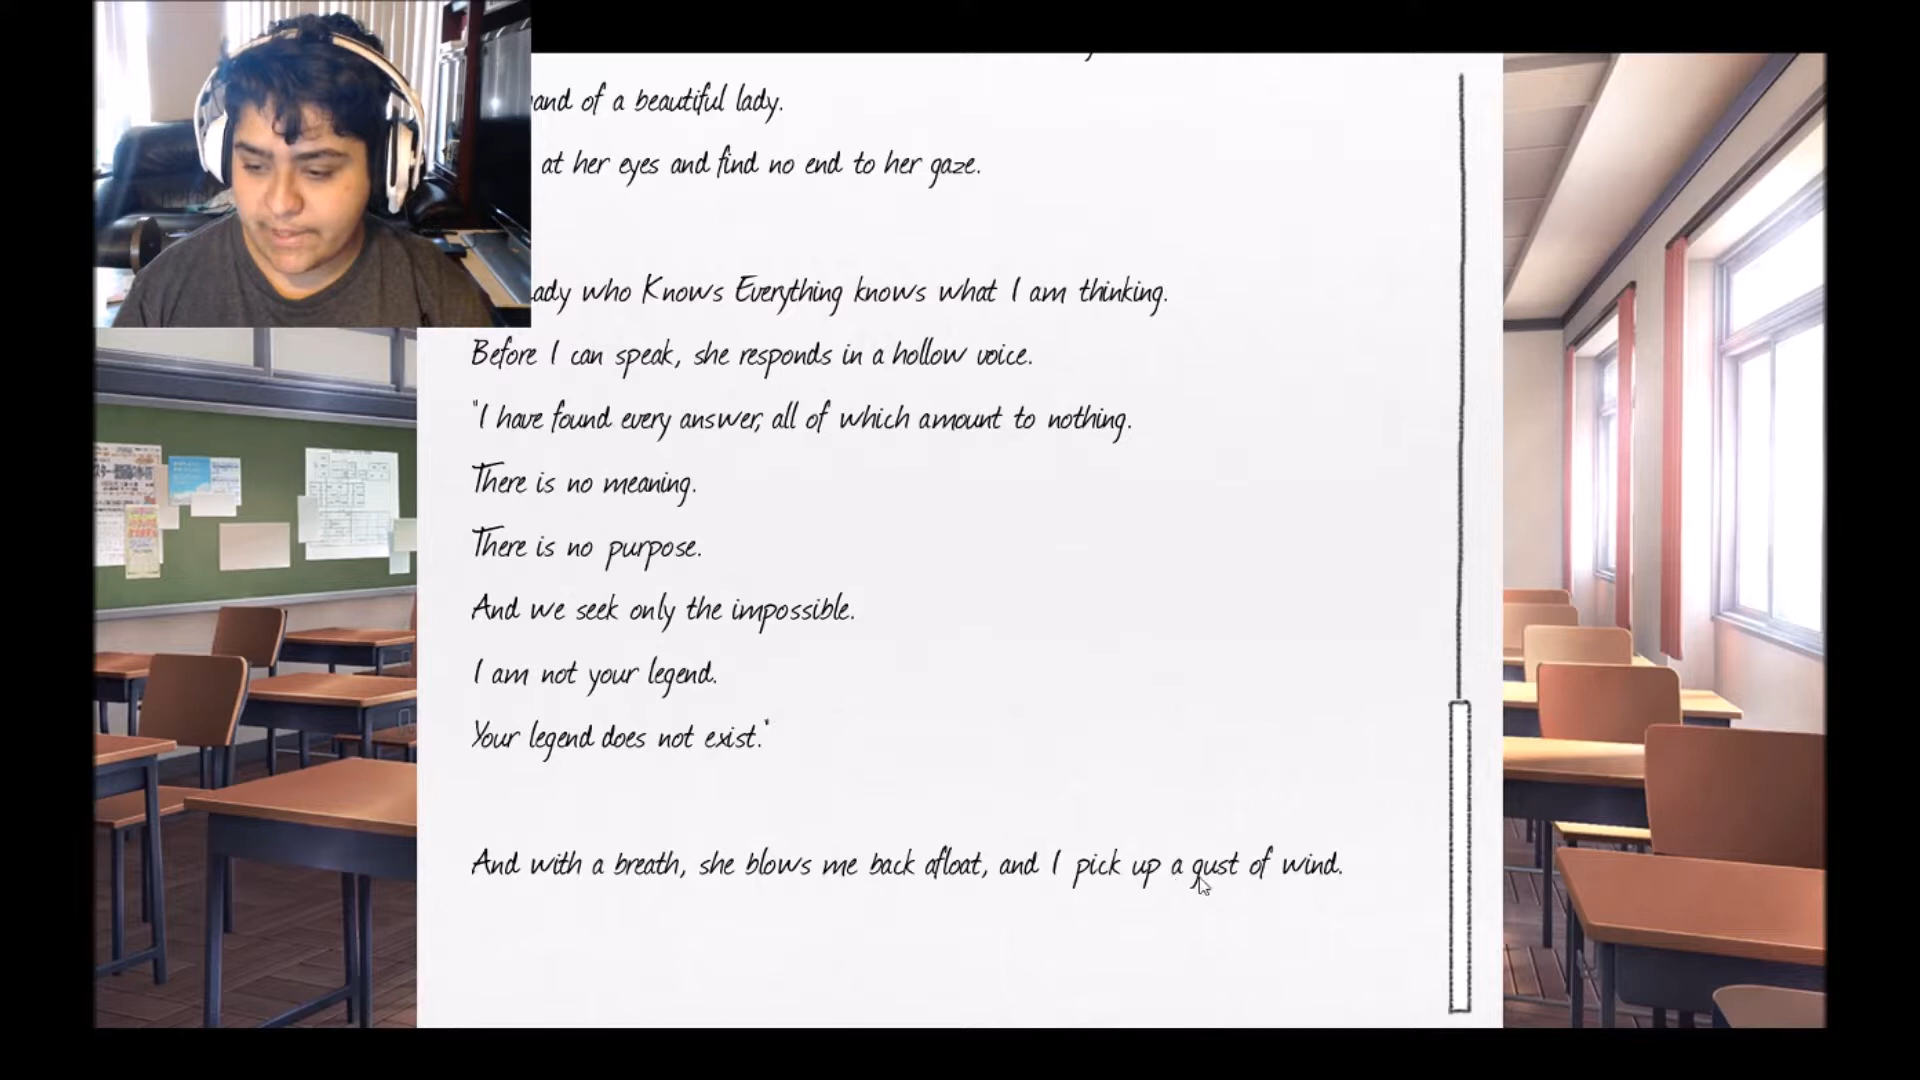 and of a beautiful lady.
at her eyes and find no end to her gaze.
ady who Knows Everything knows what I am thinking.
Before I can speak, she responds in a hollow voice.
"I have found every answer, all of which amount to nothing.
There is no meaning.
There is no purpose.
And we seek only the impossible.
I am not your legend.
Your legend does not exist."
And with a breath, she blows me back afloat, and I pick up a gust of wind.